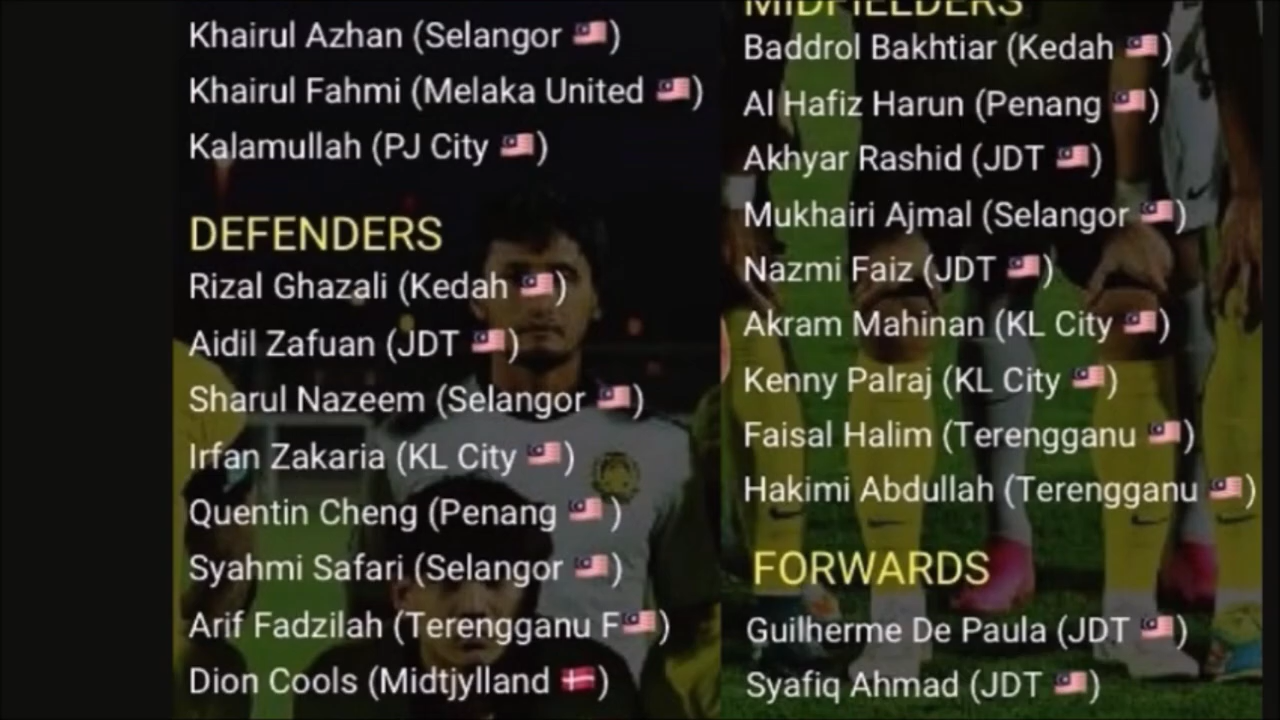 Khairul Azhan (Selangor 🇲🇾)
Khairul Fahmi (Melaka United 🇲🇾)
Kalamullah (PJ City 🇲🇾)
DEFENDERS
Rizal Ghazali (Kedah 🇲🇾)
Aidil Zafuan (JDT 🇲🇾)
Sharul Nazeem (Selangor 🇲🇾)
Irfan Zakaria (KL City 🇲🇾)
Quentin Cheng (Penang 🇲🇾)
Syahmi Safari (Selangor 🇲🇾)
Arif Fadzilah (Terengganu F🇲🇾)
Dion Cools (Midtjylland 🇩🇰)
MIDFIELDERS
Baddrol Bakhtiar (Kedah 🇲🇾)
Al Hafiz Harun (Penang 🇲🇾)
Akhyar Rashid (JDT 🇲🇾)
Mukhairi Ajmal (Selangor 🇲🇾)
Nazmi Faiz (JDT 🇲🇾)
Akram Mahinan (KL City 🇲🇾)
Kenny Palraj (KL City 🇲🇾)
Faisal Halim (Terengganu 🇲🇾)
Hakimi Abdullah (Terengganu 🇲🇾)
FORWARDS
Guilherme De Paula (JDT 🇲🇾)
Syafiq Ahmad (JDT 🇲🇾)